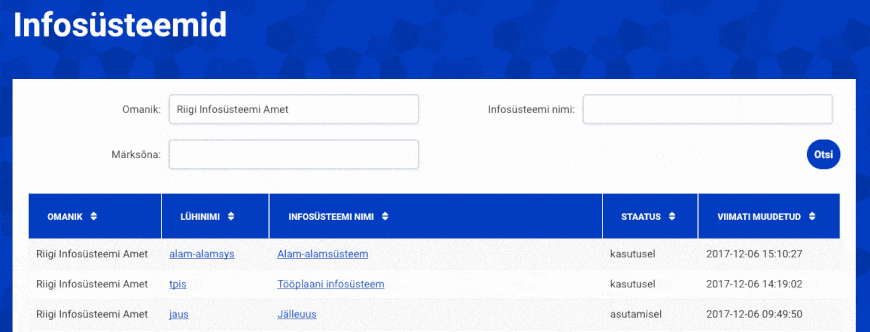 Infosüsteemid
Omanik: Riigi Infosüsteemi Amet Infosüsteemi nimi:
Märksõna: Otsi
OMANIK LÜHINIMI INFOSÜSTEEMI NIMI STAATUS VIIMATI MUUDETUD
Riigi Infosüsteemi Amet alam-alamsys Alam-alamsüsteem kasutusel 2017-12-06 15:10:27
Riigi Infosüsteemi Amet tpis Tööplaani infosüsteem kasutusel 2017-12-06 14:19:02
Riigi Infosüsteemi Amet jaus Jälleuus asutamisel 2017-12-06 09:49:50